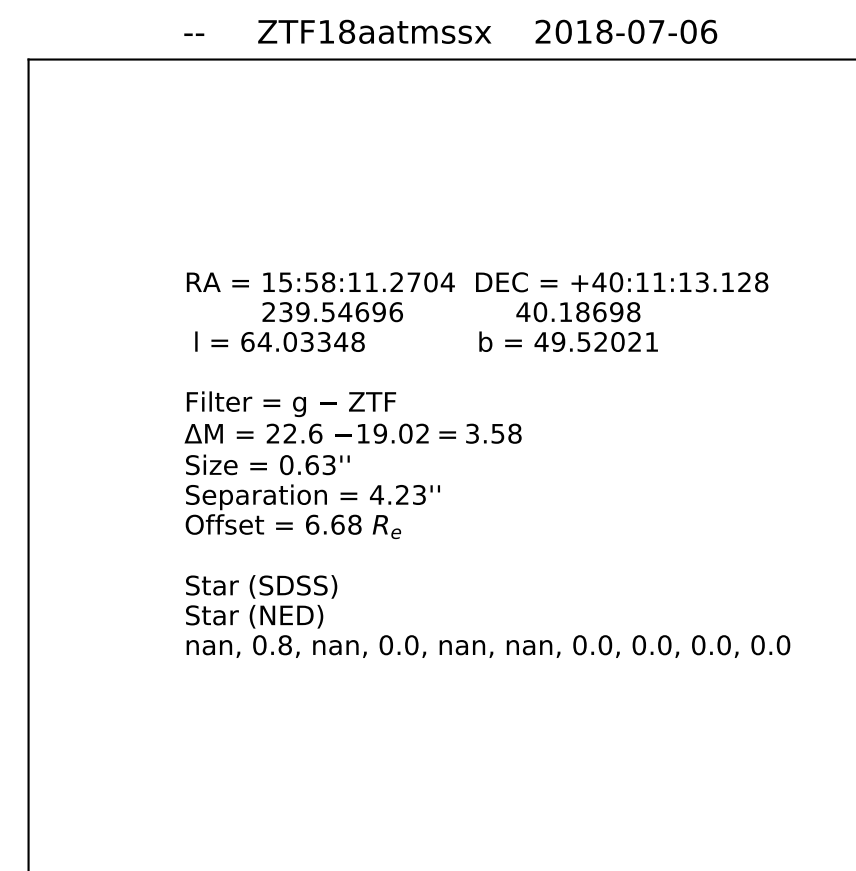 -- ZTF18aatmssx 2018-07-06
RA = 15:58:11.2704 DEC = +40:11:13.128
239.54696 40.18698
l = 64.03348 b = 49.52021
Filter = g − ZTF
ΔM = 22.6 −19.02 = 3.58
Size = 0.63''
Separation = 4.23''
Offset = 6.68 Re
Star (SDSS)
Star (NED)
nan, 0.8, nan, 0.0, nan, nan, 0.0, 0.0, 0.0, 0.0